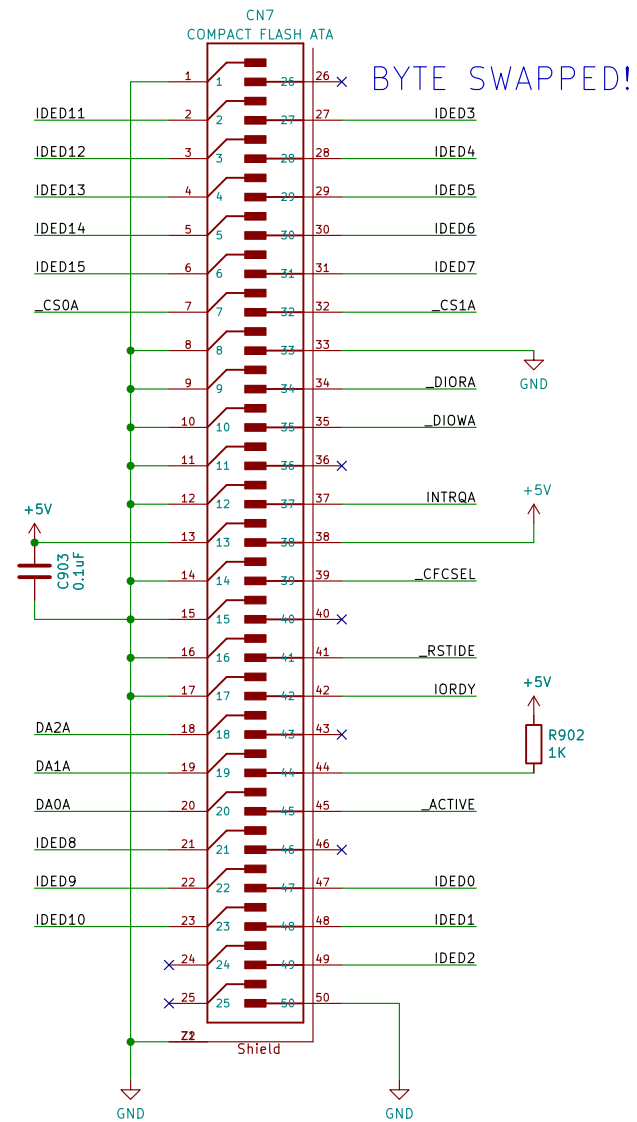 CN7
COMPACT FLASH ATA
BYTE SWAPPED!
1 1 26 26
IDED11 2 2 27 27 IDED3
IDED12 3 3 28 28 IDED4
IDED13 4 4 29 29 IDED5
IDED14 5 5 30 30 IDED6
IDED15 6 6 31 31 IDED7
_CS0A 7 7 32 32 _CS1A
8 8 33 33
GND
9 9 34 34 _DIORA
10 10 35 35 _DIOWA
11 11 36 36
12 12 37 37 INTRQA
+5V
+5V
13 13 38 38
C903
0.1uF
14 14 39 39 _CFCSEL
15 15 40 40
16 16 41 41 _RSTIDE
17 17 42 42 IORDY
+5V
DA2A 18 18 43 43
R902
1K
DA1A 19 19 44 44
DA0A 20 20 45 45 _ACTIVE
IDED8 21 21 46 46
IDED9 22 22 47 47 IDED0
IDED10 23 23 48 48 IDED1
24 24 49 49 IDED2
25 25 50 50
Shield
GND
GND